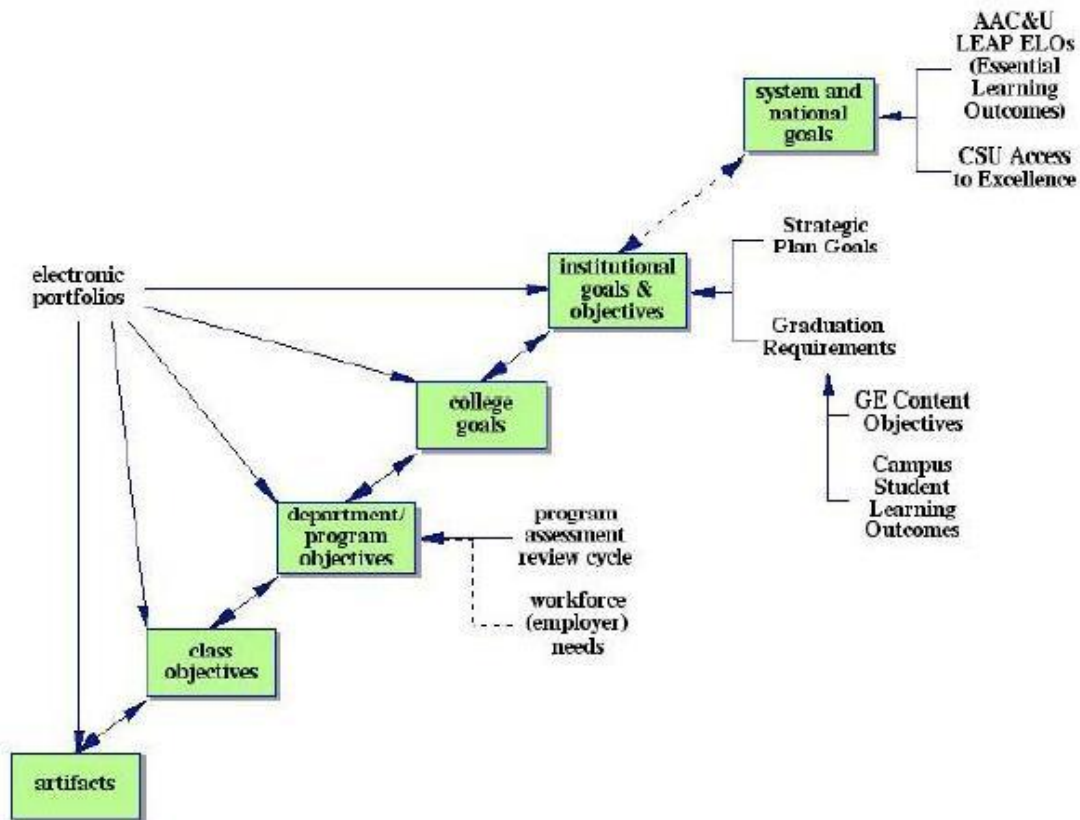 AAC&U
LEAP ELOs
(Essential
Learning
Outcomes)
system and
national
goals
CSU Access
to Excellence
Strategic
Plan Goals
electronic
portfolios
institutional
goals &
objectives
Graduation
Requirements
college
goals
GE Content
Objectives
Campus
Student
Learning
Outcomes
department/
program
objectives
program
assessment
review cycle
workforce
(employer)
needs
class
objectives
artifacts